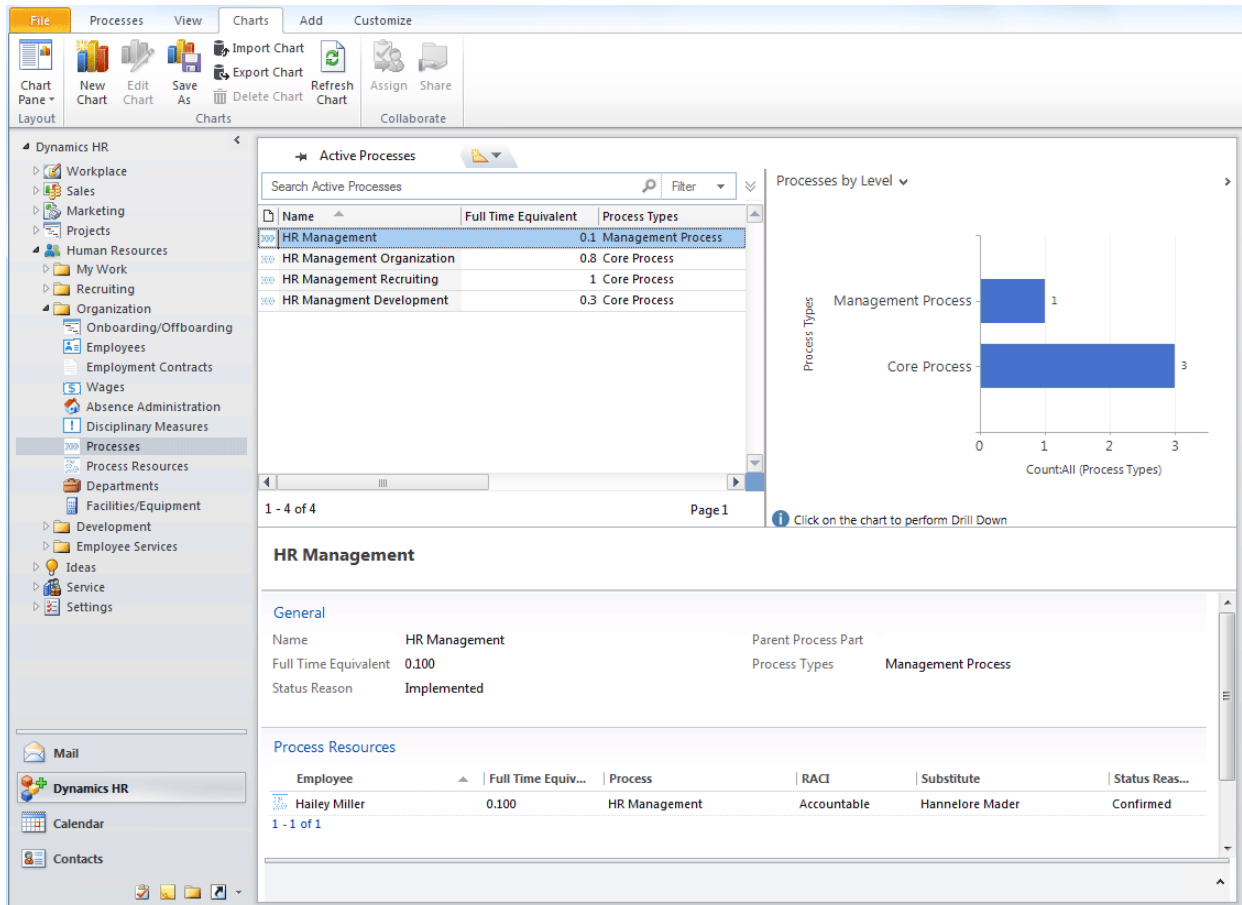 File Processes View Charts Add Customize
Chart Pane
New Chart
Edit Chart
Save As
Import Chart
Export Chart
Delete Chart
Refresh Chart
Assign Share
Layout Charts Collaborate
Dynamics HR
Workplace
Sales
Marketing
Projects
Human Resources
My Work
Recruiting
Organization
Onboarding/Offboarding
Employees
Employment Contracts
Wages
Absence Administration
Disciplinary Measures
Processes
Process Resources
Departments
Facilities/Equipment
Development
Employee Services
Ideas
Service
Settings
Mail
Dynamics HR
Calendar
Contacts
Active Processes
Search Active Processes Filter
Name Full Time Equivalent Process Types
HR Management 0.1 Management Process
HR Management Organization 0.8 Core Process
HR Management Recruiting 1 Core Process
HR Managment Development 0.3 Core Process
1 - 4 of 4 Page 1
Processes by Level
Process Types
Management Process 1
Core Process 3
0 1 2 3
Count:All (Process Types)
Click on the chart to perform Drill Down
HR Management
General
Name HR Management Parent Process Part
Full Time Equivalent 0.100 Process Types Management Process
Status Reason Implemented
Process Resources
Employee Full Time Equiv... Process RACI Substitute Status Reas...
Hailey Miller 0.100 HR Management Accountable Hannelore Mader Confirmed
1 - 1 of 1